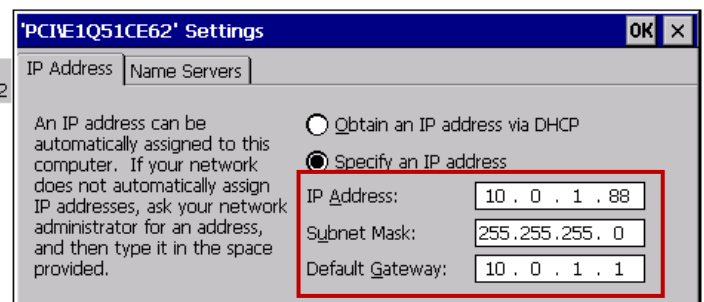 'PCI\E1Q51CE62' Settings OK ×
IP Address Name Servers
2
An IP address can be
automatically assigned to this
computer. If your network
does not automatically assign
IP addresses, ask your network
administrator for an address,
and then type it in the space
provided.
Obtain an IP address via DHCP
Specify an IP address
IP Address: 10 . 0 . 1 . 88
Subnet Mask: 255.255.255. 0
Default Gateway: 10 . 0 . 1 . 1